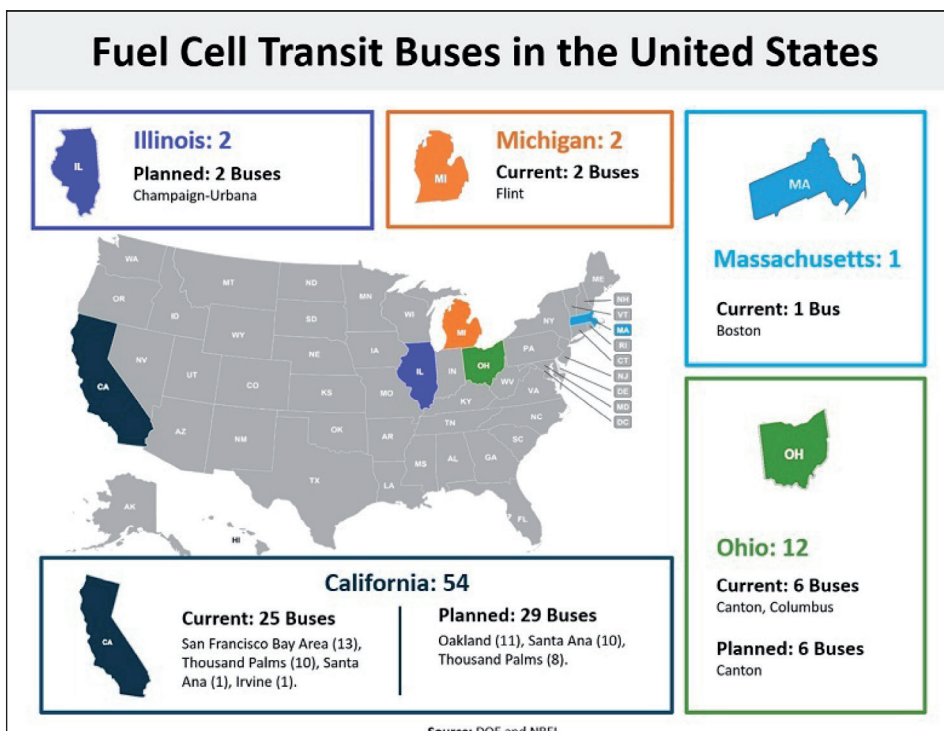 Fuel Cell Transit Buses in the United States
IL
Illinois: 2
Planned: 2 Buses
Champaign-Urbana
MI
Michigan: 2
Current: 2 Buses
Flint
MA
Massachusetts: 1
Current: 1 Bus
Boston
WA
OR
CA
ID
NV
MT
WY
UT
AZ
CO
NM
ND
SD
NE
KS
OK
TX
MN
IA
MO
AR
LA
WI
IL
MI
IN
OH
KY
TN
MS
AL
GA
FL
SC
NC
VA
WV
PA
NY
ME
NH
VT
MA
RI
CT
NJ
DE
MD
DC
AK
HI
OH
Ohio: 12
Current: 6 Buses
Canton, Columbus
Planned: 6 Buses
Canton
CA
California: 54
Current: 25 Buses
San Francisco Bay Area (13),
Thousand Palms (10), Santa
Ana (1), Irvine (1).
Planned: 29 Buses
Oakland (11), Santa Ana (10),
Thousand Palms (8).
Source: DOE and NREL